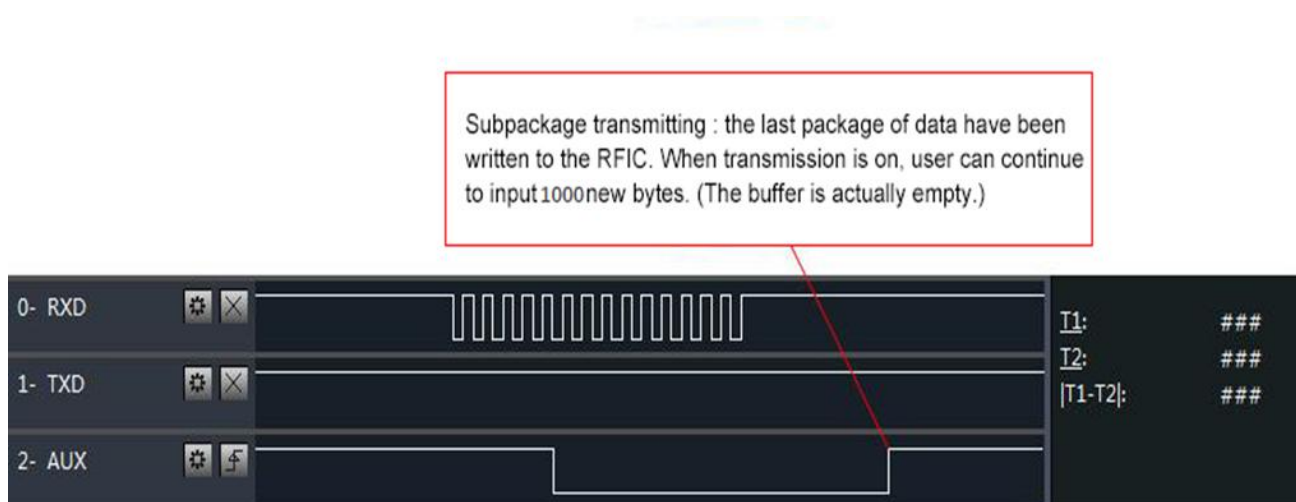 Subpackage transmitting : the last package of data have been
written to the RFIC. When transmission is on, user can continue
to input 1000 new bytes. (The buffer is actually empty.)
0- RXD
T1: ###
T2: ###
1- TXD
|T1-T2|: ###
2- AUX